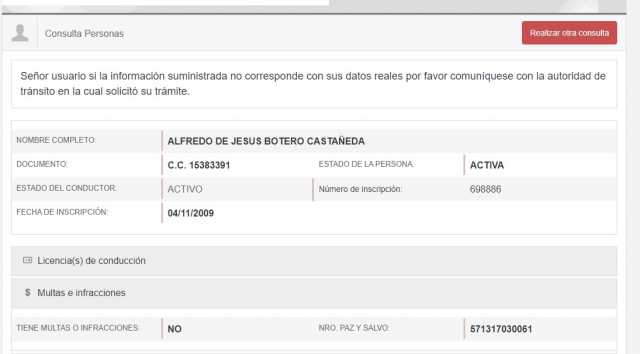 Consulta Personas
Realizar otra consulta
Señor usuario si la información suministrada no corresponde con sus datos reales por favor comuníquese con la autoridad de
tránsito en la cual solicitó su trámite.
NOMBRE COMPLETO: ALFREDO DE JESUS BOTERO CASTAÑEDA
DOCUMENTO: C.C. 15383391 ESTADO DE LA PERSONA: ACTIVA
ESTADO DEL CONDUCTOR: ACTIVO Número de inscripción: 698886
FECHA DE INSCRIPCIÓN: 04/11/2009
Licencia(s) de conducción
$ Multas e infracciones
TIENE MULTAS O INFRACCIONES: NO NRO. PAZ Y SALVO: 571317030061